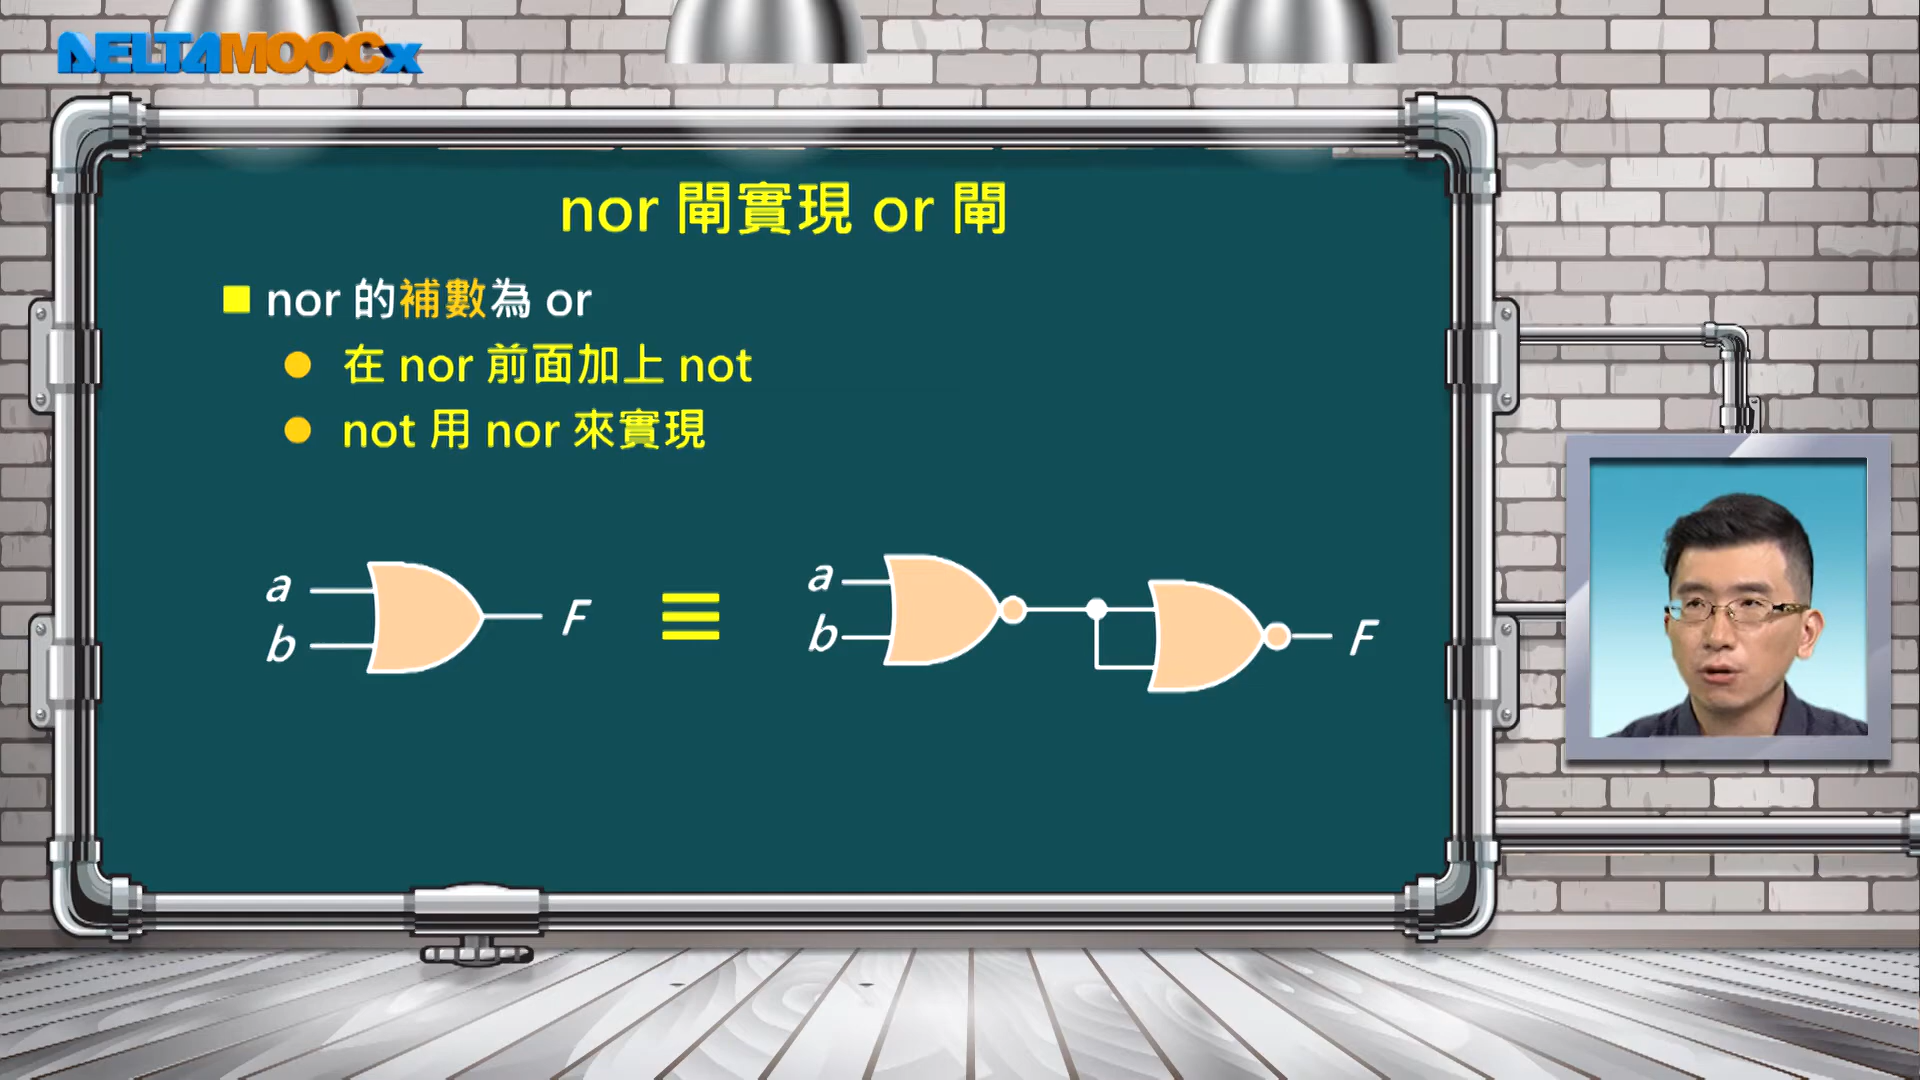 DELTAMOOCx
nor 閘實現 or 閘
nor 的補數為 or
在 nor 前面加上 not
not 用 nor 來實現
a
b
F
≡
a
b
F